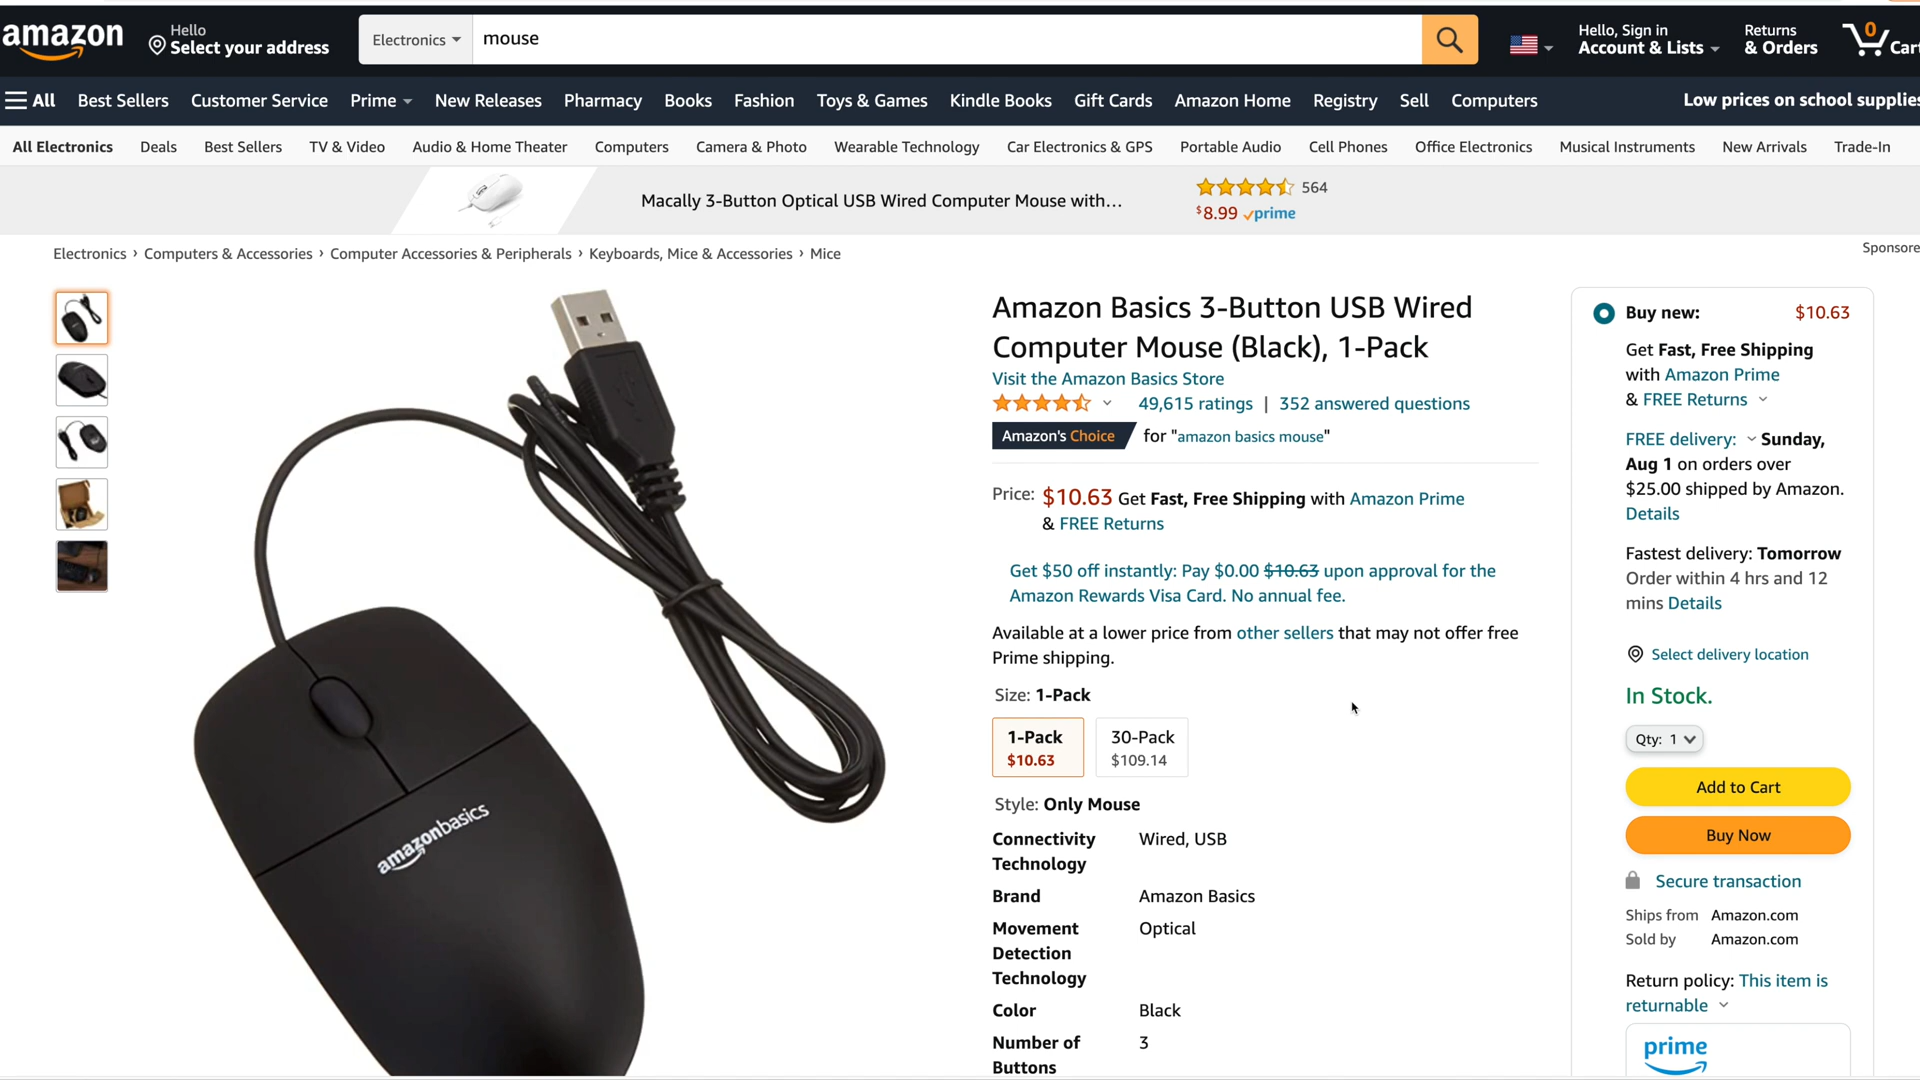 amazon
Hello
Select your address
Electronics
mouse
Hello, Sign in
Account & Lists
Returns
& Orders
0
Cart
All
Best Sellers
Customer Service
Prime
New Releases
Pharmacy
Books
Fashion
Toys & Games
Kindle Books
Gift Cards
Amazon Home
Registry
Sell
Computers
Low prices on school supplies
All Electronics
Deals
Best Sellers
TV & Video
Audio & Home Theater
Computers
Camera & Photo
Wearable Technology
Car Electronics & GPS
Portable Audio
Cell Phones
Office Electronics
Musical Instruments
New Arrivals
Trade-In
Macally 3-Button Optical USB Wired Computer Mouse with...
564
$8.99 prime
Electronics › Computers & Accessories › Computer Accessories & Peripherals › Keyboards, Mice & Accessories › Mice
Sponsore
amazonbasics
Amazon Basics 3-Button USB Wired
Computer Mouse (Black), 1-Pack
Visit the Amazon Basics Store
49,615 ratings | 352 answered questions
Amazon's Choice for "amazon basics mouse"
Price: $10.63 Get Fast, Free Shipping with Amazon Prime
& FREE Returns
Get $50 off instantly: Pay $0.00 $10.63 upon approval for the
Amazon Rewards Visa Card. No annual fee.
Available at a lower price from other sellers that may not offer free
Prime shipping.
Size: 1-Pack
1-Pack
$10.63
30-Pack
$109.14
Style: Only Mouse
Connectivity
Technology
Wired, USB
Brand
Amazon Basics
Movement
Detection
Technology
Optical
Color
Black
Number of
Buttons
3
Buy new:
$10.63
Get Fast, Free Shipping
with Amazon Prime
& FREE Returns
FREE delivery: Sunday,
Aug 1 on orders over
$25.00 shipped by Amazon.
Details
Fastest delivery: Tomorrow
Order within 4 hrs and 12
mins Details
Select delivery location
In Stock.
Qty: 1
Add to Cart
Buy Now
Secure transaction
Ships from Amazon.com
Sold by Amazon.com
Return policy: This item is
returnable
prime